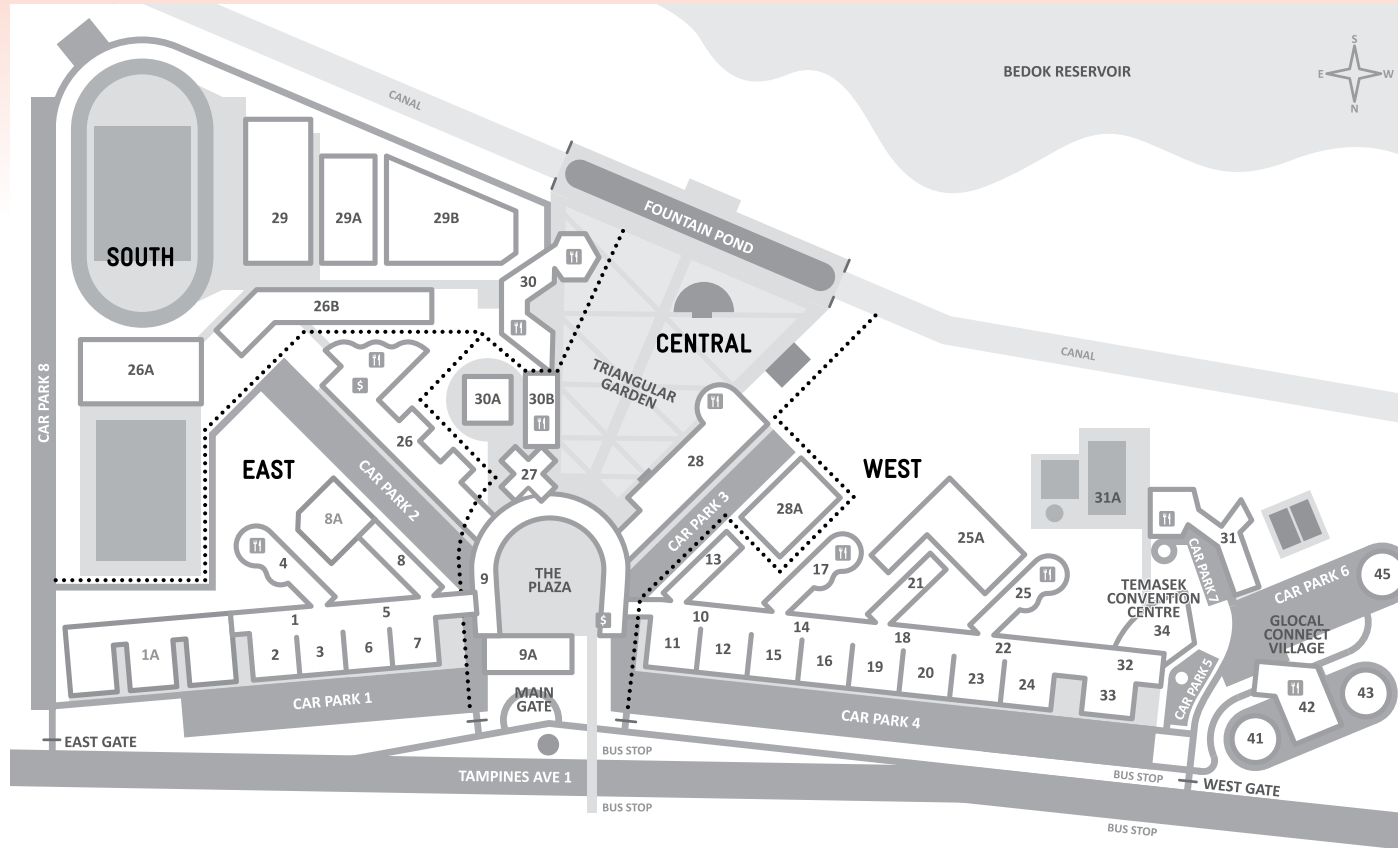 BEDOK RESERVOIR
S
E
W
N
CANAL
FOUNTAIN POND
29
29A
29B
SOUTH
30
26B
CENTRAL
CANAL
TRIANGULAR
GARDEN
26A
30A
30B
CAR PARK 8
26
27
28
EAST
WEST
CAR PARK 2
CAR PARK 3
8A
28A
31A
25A
31
4
8
9
THE
PLAZA
13
17
21
25
CAR PARK 7
TEMASEK
CONVENTION
CENTRE
34
CAR PARK 6
45
GLOCAL
CONNECT
VILLAGE
$
$
1
5
10
14
18
22
1A
2
3
6
7
9A
11
12
15
16
19
20
23
24
32
33
CAR PARK 5
42
43
41
CAR PARK 1
MAIN
GATE
CAR PARK 4
EAST GATE
BUS STOP
TAMPINES AVE 1
BUS STOP
BUS STOP
WEST GATE
BUS STOP